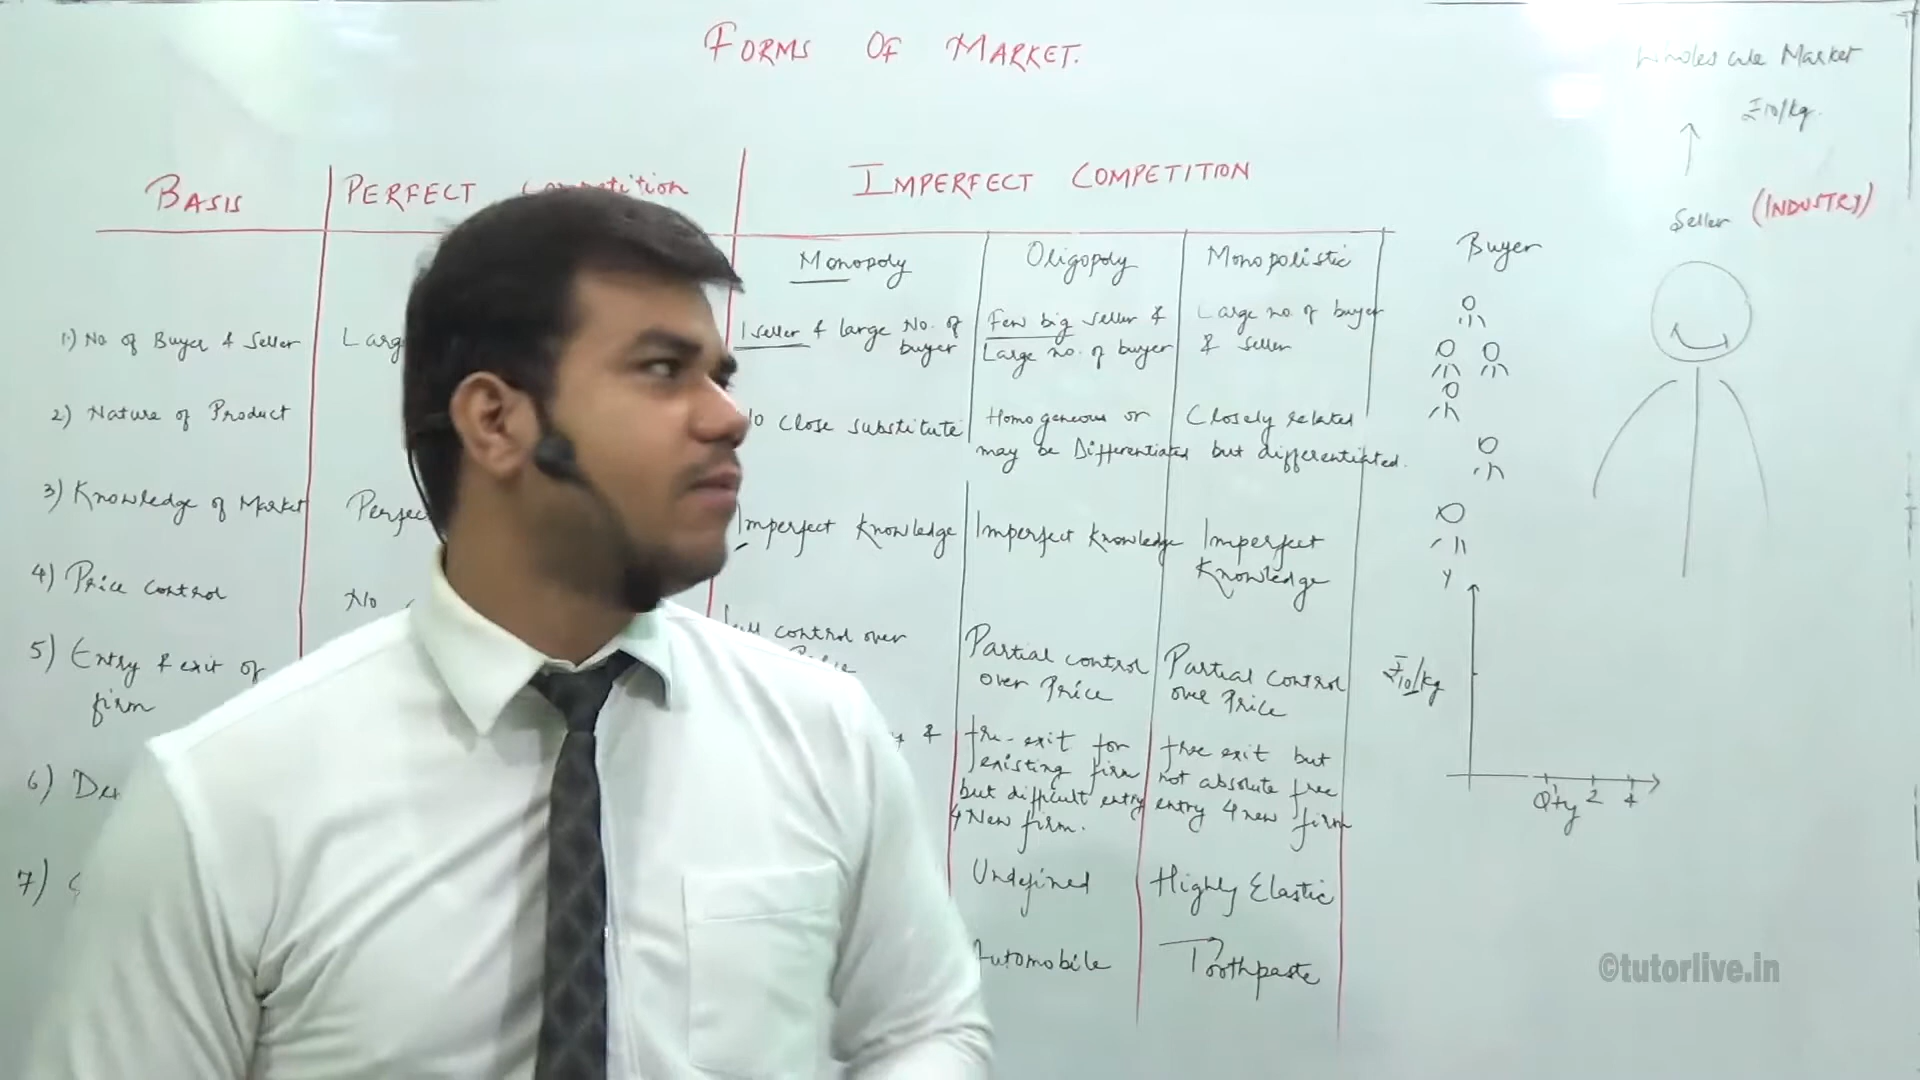 FORMS OF MARKET.
Market
₹10/kg.
Seller (INDUSTRY)
BASIS
PERFECT Competition
IMPERFECT COMPETITION
Buyer
Monopoly
Oligopoly
Monopolistic
1) No of Buyer & Seller
Larg
1 Seller & large No. of
buyer
Few big seller &
Large no. of buyer
Large no. of buyer
& seller
2) Nature of Product
Close substitute
Homogeneous or
may be Differentiated
Closely related
but differentiated.
3) Knowledge of Market
Perfec
Imperfect Knowledge
Imperfect Knowledge
Imperfect
Knowledge
4) Price control
No
control over
Partial control
over Price
Partial control
over Price
5) Entry & exit of
firm
&
free-exit for
existing firm
but difficult entry
4 New firm.
free exit but
not absolute free
entry 4 new firm
6) De
Undefined
Highly Elastic
7)
Automobile
Toothpaste
Y
₹10/kg
Qty 2 4
©tutorlive.in